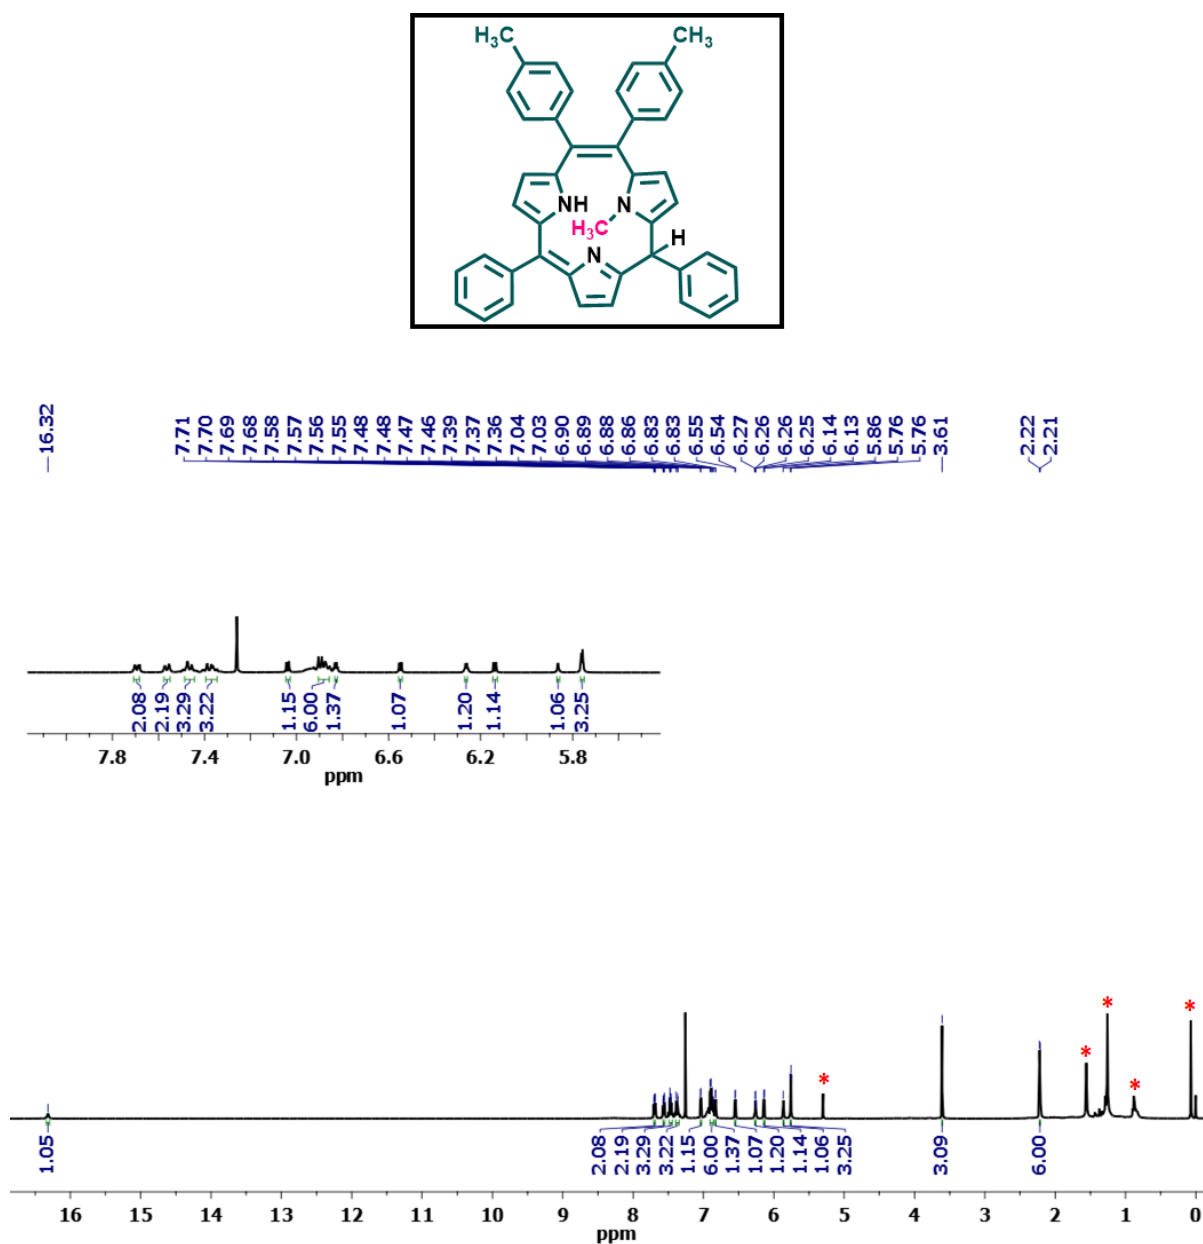 H₃C CH₃
NH N
H₃C H
N
16.32 7.71 7.70 7.69 7.68 7.58 7.57 7.56 7.55 7.48 7.48 7.47 7.46 7.39 7.37 7.36 7.04 7.03 6.90 6.89 6.88 6.86 6.83 6.83 6.55 6.54 6.27 6.26 6.26 6.25 6.14 6.13 5.86 5.76 5.76 3.61 2.22 2.21
2.08 2.19 3.29 3.22 1.15 6.00 1.37 1.07 1.20 1.14 1.06 3.25
7.8 7.4 7.0 6.6 6.2 5.8
ppm
* * * * *
1.05 2.08 2.19 3.29 3.22 1.15 6.00 1.37 1.07 1.20 1.14 1.06 3.25 3.09 6.00
16 15 14 13 12 11 10 9 8 7 6 5 4 3 2 1 0
ppm